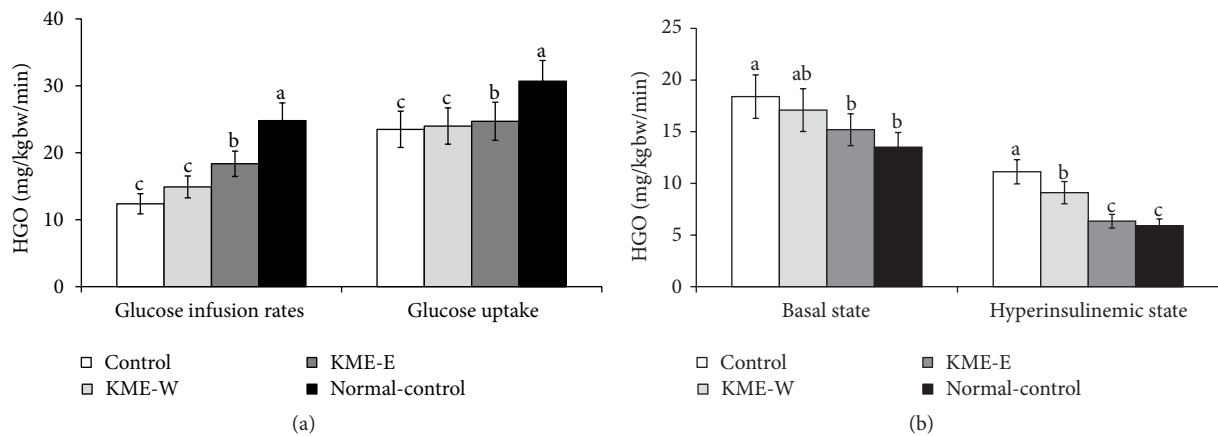 40
30
20
10
0
HGO (mg/kgbw/min)
c
c
b
a
c
c
b
a
Glucose infusion rates
Glucose uptake
Control
KME-E
KME-W
Normal-control
(a)
25
20
15
10
5
0
HGO (mg/kgbw/min)
a
ab
b
b
a
b
c
c
Basal state
Hyperinsulinemic state
Control
KME-E
KME-W
Normal-control
(b)